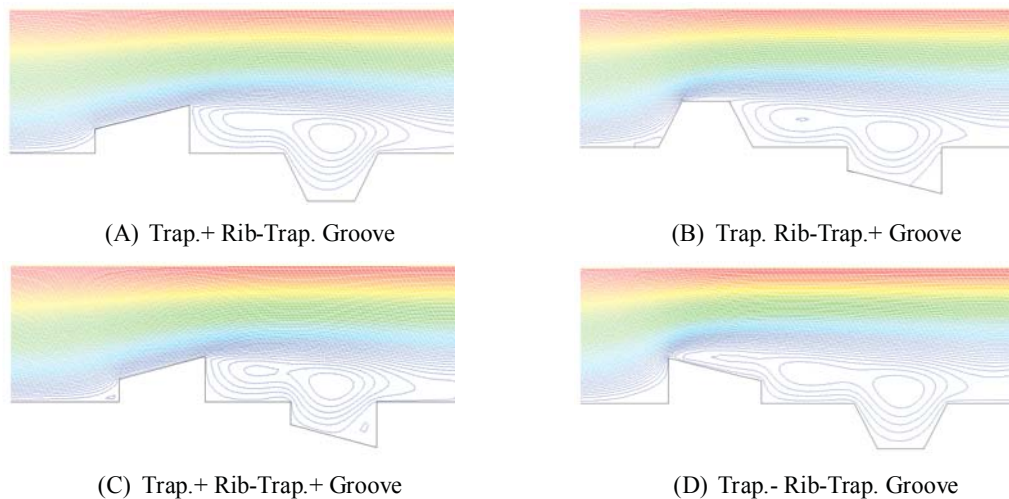 (A) Trap.+ Rib-Trap. Groove
(B) Trap. Rib-Trap.+ Groove
(C) Trap.+ Rib-Trap.+ Groove
(D) Trap.- Rib-Trap. Groove